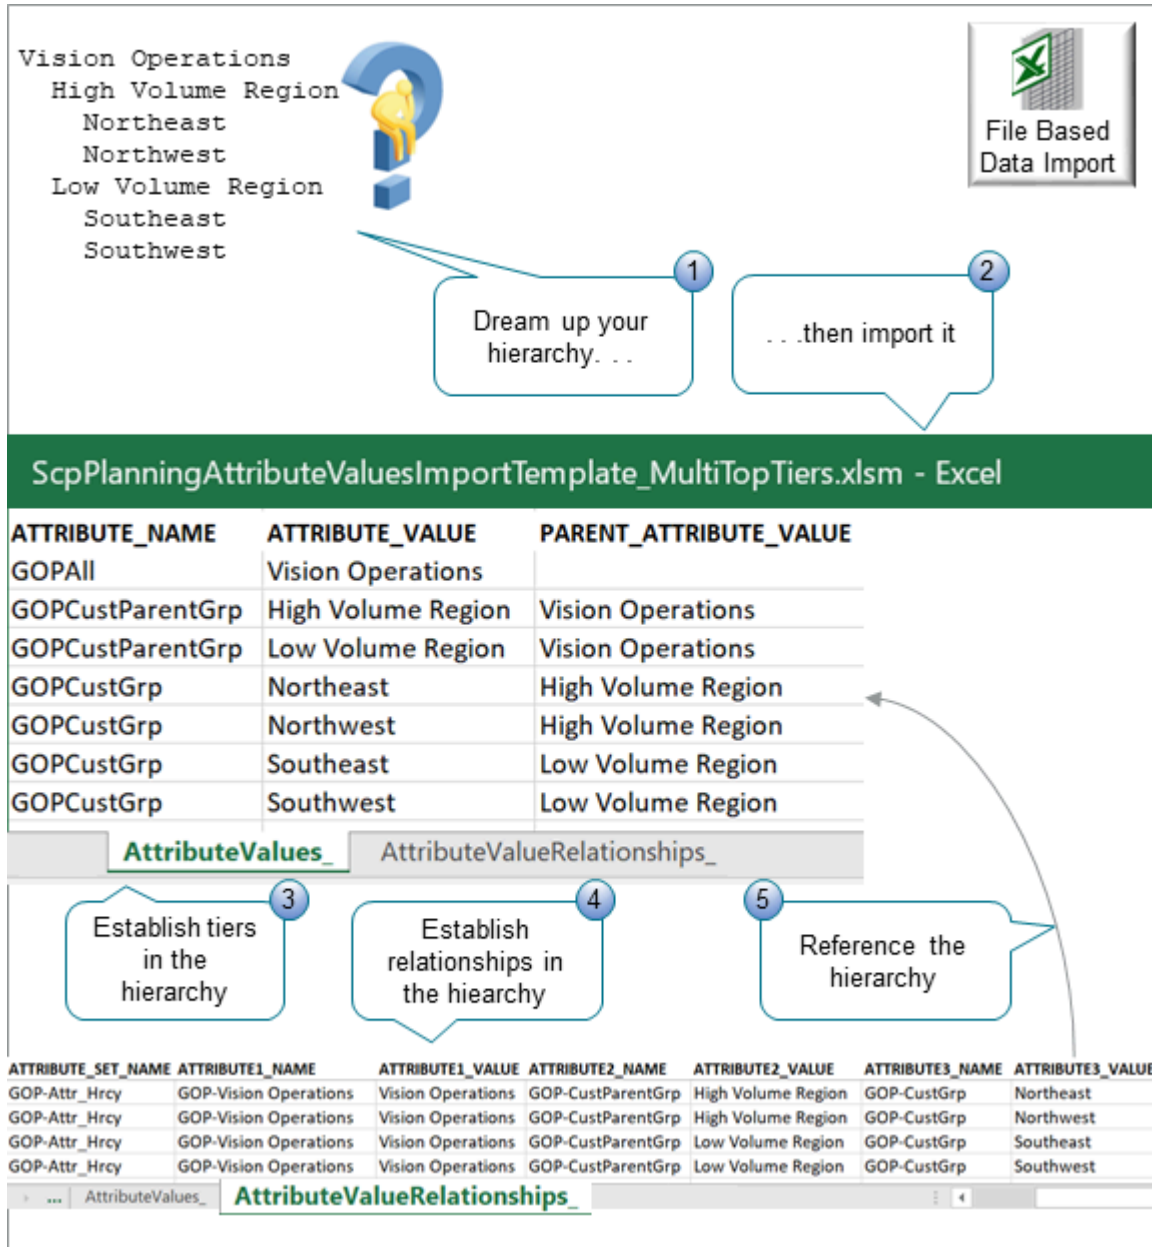 Vision Operations
High Volume Region
Northeast
Northwest
Low Volume Region
Southeast
Southwest
File Based
Data Import
1
Dream up your
hierarchy. . .
2
. . .then import it
ScpPlanningAttributeValuesImportTemplate_MultiTopTiers.xlsm - Excel
ATTRIBUTE_NAME ATTRIBUTE_VALUE PARENT_ATTRIBUTE_VALUE
GOPAll Vision Operations
GOPCustParentGrp High Volume Region Vision Operations
GOPCustParentGrp Low Volume Region Vision Operations
GOPCustGrp Northeast High Volume Region
GOPCustGrp Northwest High Volume Region
GOPCustGrp Southeast Low Volume Region
GOPCustGrp Southwest Low Volume Region
AttributeValues_ AttributeValueRelationships_
3
Establish tiers
in the
hierarchy
4
Establish
relationships in
the hiearchy
5
Reference the
hierarchy
ATTRIBUTE_SET_NAME ATTRIBUTE1_NAME ATTRIBUTE1_VALUE ATTRIBUTE2_NAME ATTRIBUTE2_VALUE ATTRIBUTE3_NAME ATTRIBUTE3_VALUE
GOP-Attr_Hrcy GOP-Vision Operations Vision Operations GOP-CustParentGrp High Volume Region GOP-CustGrp Northeast
GOP-Attr_Hrcy GOP-Vision Operations Vision Operations GOP-CustParentGrp High Volume Region GOP-CustGrp Northwest
GOP-Attr_Hrcy GOP-Vision Operations Vision Operations GOP-CustParentGrp Low Volume Region GOP-CustGrp Southeast
GOP-Attr_Hrcy GOP-Vision Operations Vision Operations GOP-CustParentGrp Low Volume Region GOP-CustGrp Southwest
... AttributeValues_ AttributeValueRelationships_